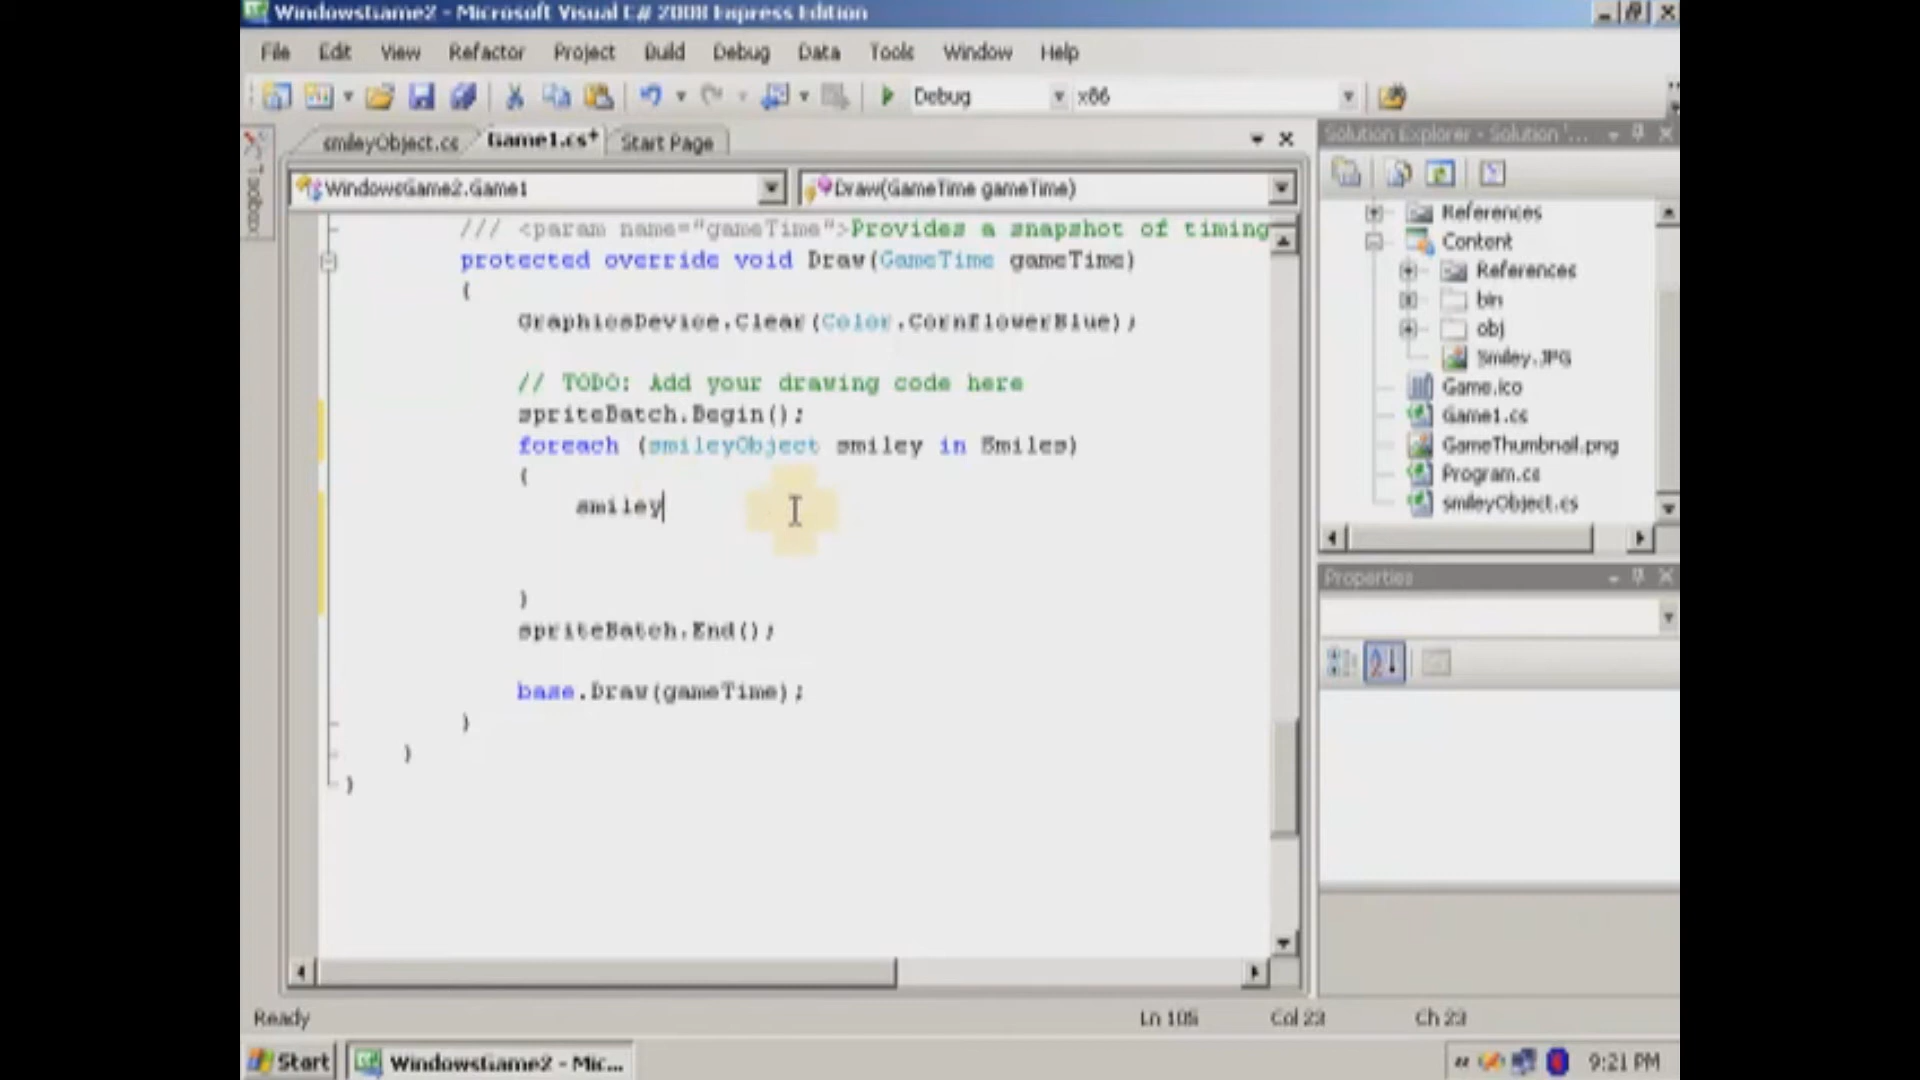 WindowsGame2 - Microsoft Visual C# 2008 Express Edition
File Edit View Refactor Project Build Debug Data Tools Window Help
Debug x86
smileyObject.cs Game1.cs* Start Page
Solution Explorer - Solution '...
Toolbox
WindowsGame2.Game1 Draw(GameTime gameTime)
/// <param name="gameTime">Provides a snapshot of timing
protected override void Draw(GameTime gameTime)
{
GraphicsDevice.Clear(Color.CornflowerBlue);
// TODO: Add your drawing code here
spriteBatch.Begin();
foreach (smileyObject smiley in Smiles)
{
smiley
}
spriteBatch.End();
base.Draw(gameTime);
}
}
}
References
Content
References
bin
obj
Smiley.JPG
Game.ico
Game1.cs
GameThumbnail.png
Program.cs
smileyObject.cs
Properties
Ready Ln 105 Col 23 Ch 23
Start WindowsGame2 - Mic... 9:21 PM